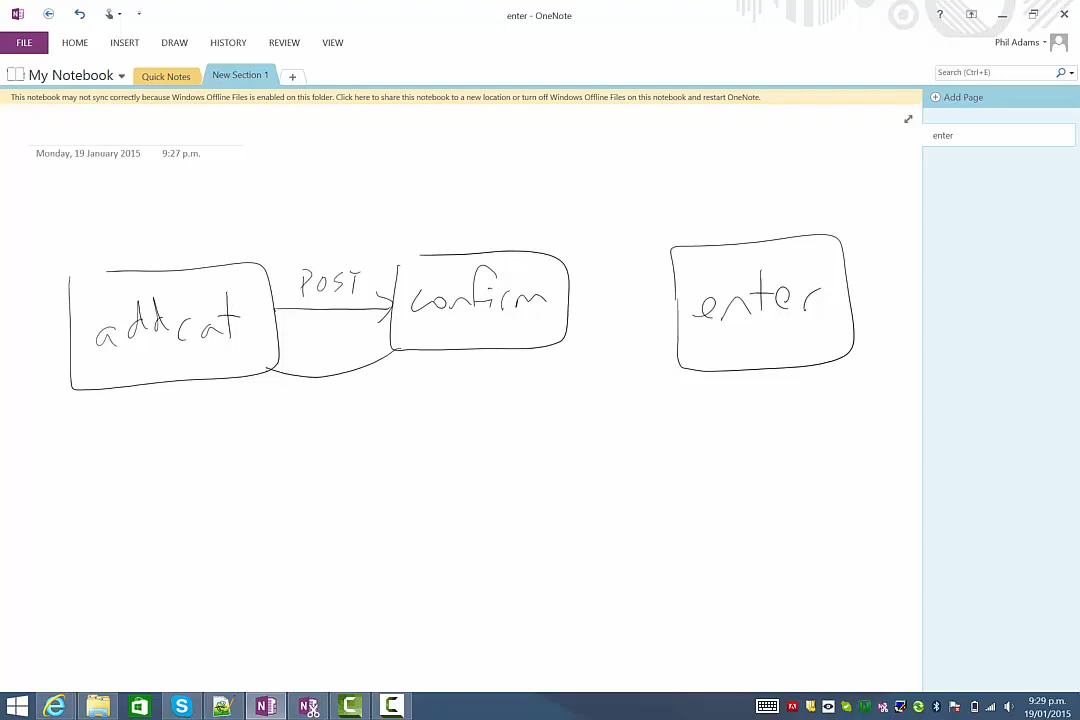 enter - OneNote
?
FILE
HOME
INSERT
DRAW
HISTORY
REVIEW
VIEW
Phil Adams
My Notebook
Quick Notes
New Section 1
+
Search (Ctrl+E)
This notebook may not sync correctly because Windows Offline Files is enabled on this folder. Click here to share this notebook to a new location or turn off Windows Offline Files on this notebook and restart OneNote.
Add Page
enter
Monday, 19 January 2015 9:27 p.m.
addcat
POST
confirm
enter
9:29 p.m.
19/01/2015